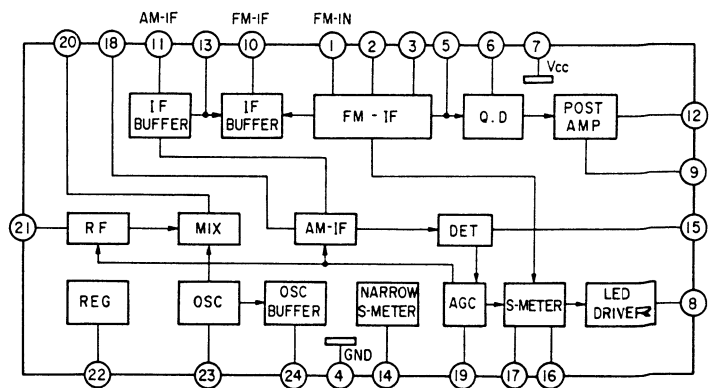 AM-IF FM-IF FM-IN
20 18 11 13 10 1 2 3 5 6 7
Vcc
IF BUFFER
IF BUFFER
FM-IF
Q.D
POST AMP
12
9
21
RF
MIX
AM-IF
DET
15
REG
OSC
OSC BUFFER
NARROW S-METER
AGC
S-METER
LED DRIVER
8
GND
22 23 24 4 14 19 17 16